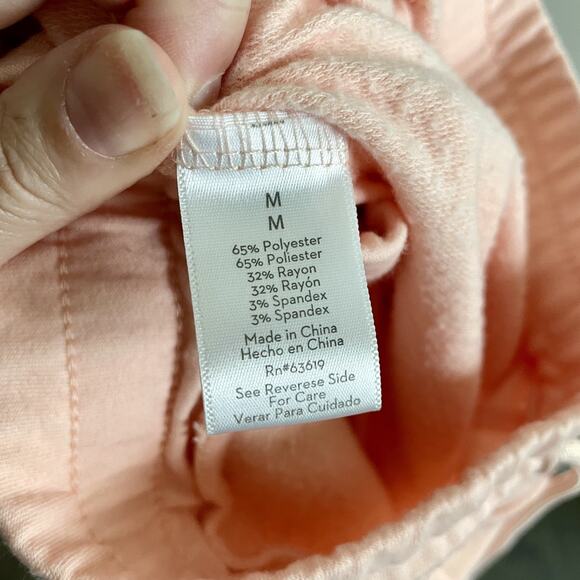 M
M
65% Polyester
65% Poliester
32% Rayon
32% Rayón
3% Spandex
3% Spandex
Made in China
Hecho en China
Rn#63619
See Reverese Side
For Care
Verar Para Cuidado